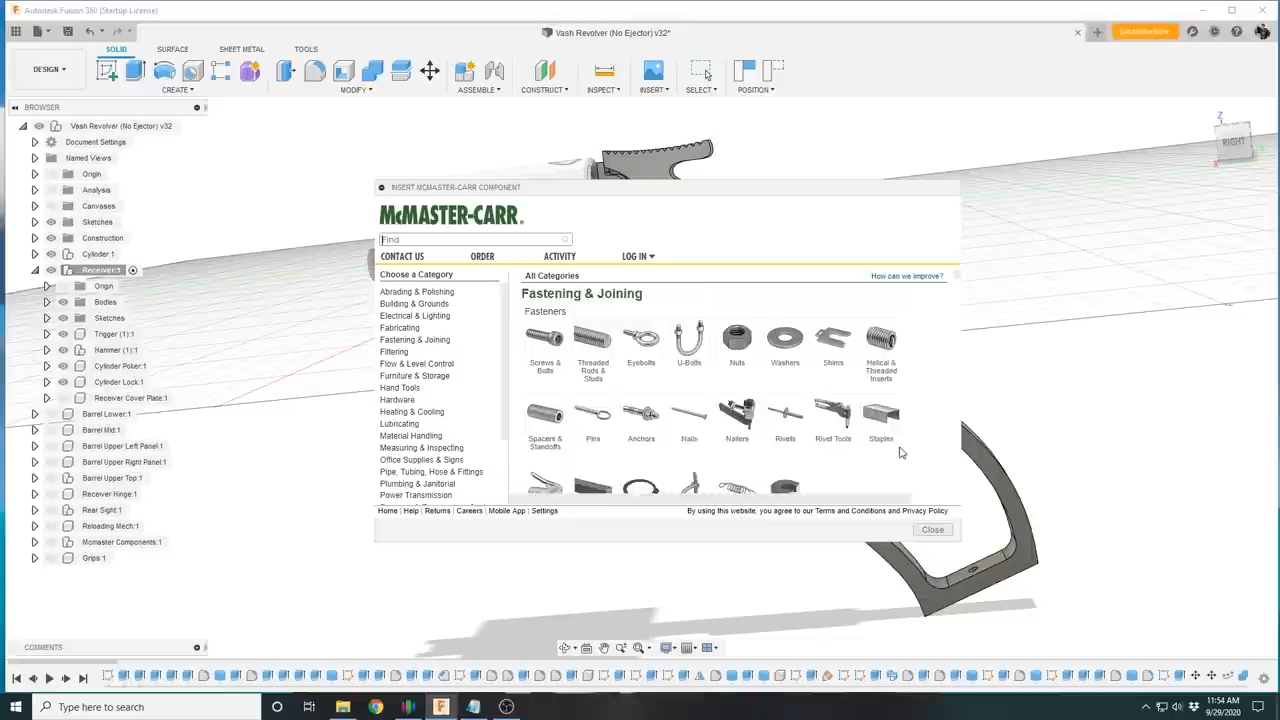 Autodesk Fusion 360 (Startup License)
Vash Revolver (No Ejector) v32*
Subscribe Now
SOLID SURFACE SHEET METAL TOOLS
DESIGN
CREATE MODIFY ASSEMBLE CONSTRUCT INSPECT INSERT SELECT POSITION
BROWSER
Vash Revolver (No Ejector) v32
Document Settings
Named Views
Origin
Analysis
Canvases
Sketches
Construction
Cylinder:1
Receiver:1
Origin
Bodies
Sketches
Trigger (1):1
Hammer (1):1
Cylinder Poker:1
Cylinder Lock:1
Receiver Cover Plate:1
Barrel Lower:1
Barrel Mid:1
Barrel Upper Left Panel:1
Barrel Upper Right Panel:1
Barrel Upper Top:1
Receiver Hinge:1
Rear Sight:1
Reloading Mech:1
Mcmaster Components:1
Grips:1
COMMENTS
Z
RIGHT
X
INSERT MCMASTER-CARR COMPONENT
McMASTER-CARR®
Find
CONTACT US ORDER ACTIVITY LOG IN
Choose a Category
Abrading & Polishing
Building & Grounds
Electrical & Lighting
Fabricating
Fastening & Joining
Filtering
Flow & Level Control
Furniture & Storage
Hand Tools
Hardware
Heating & Cooling
Lubricating
Material Handling
Measuring & Inspecting
Office Supplies & Signs
Pipe, Tubing, Hose & Fittings
Plumbing & Janitorial
Power Transmission
All Categories
How can we improve?
Fastening & Joining
Fasteners
Screws & Bolts
Threaded Rods & Studs
Eyebolts
U-Bolts
Nuts
Washers
Shims
Helical & Threaded Inserts
Spacers & Standoffs
Pins
Anchors
Nails
Nailers
Rivets
Rivet Tools
Staples
Home | Help | Returns | Careers | Mobile App | Settings
By using this website, you agree to our Terms and Conditions and Privacy Policy
Close
Type here to search
11:54 AM
9/29/2020